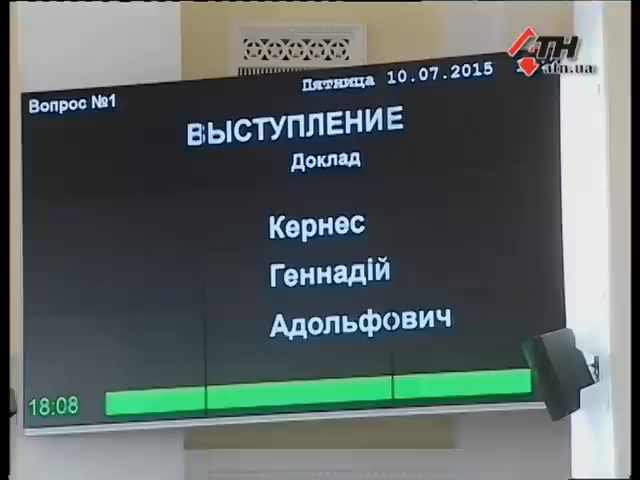 АТН
atn.ua
Пятница 10.07.2015
Вопрос №1
ВЫСТУПЛЕНИЕ
Доклад
Кернес
Геннадій
Адольфович
18:08